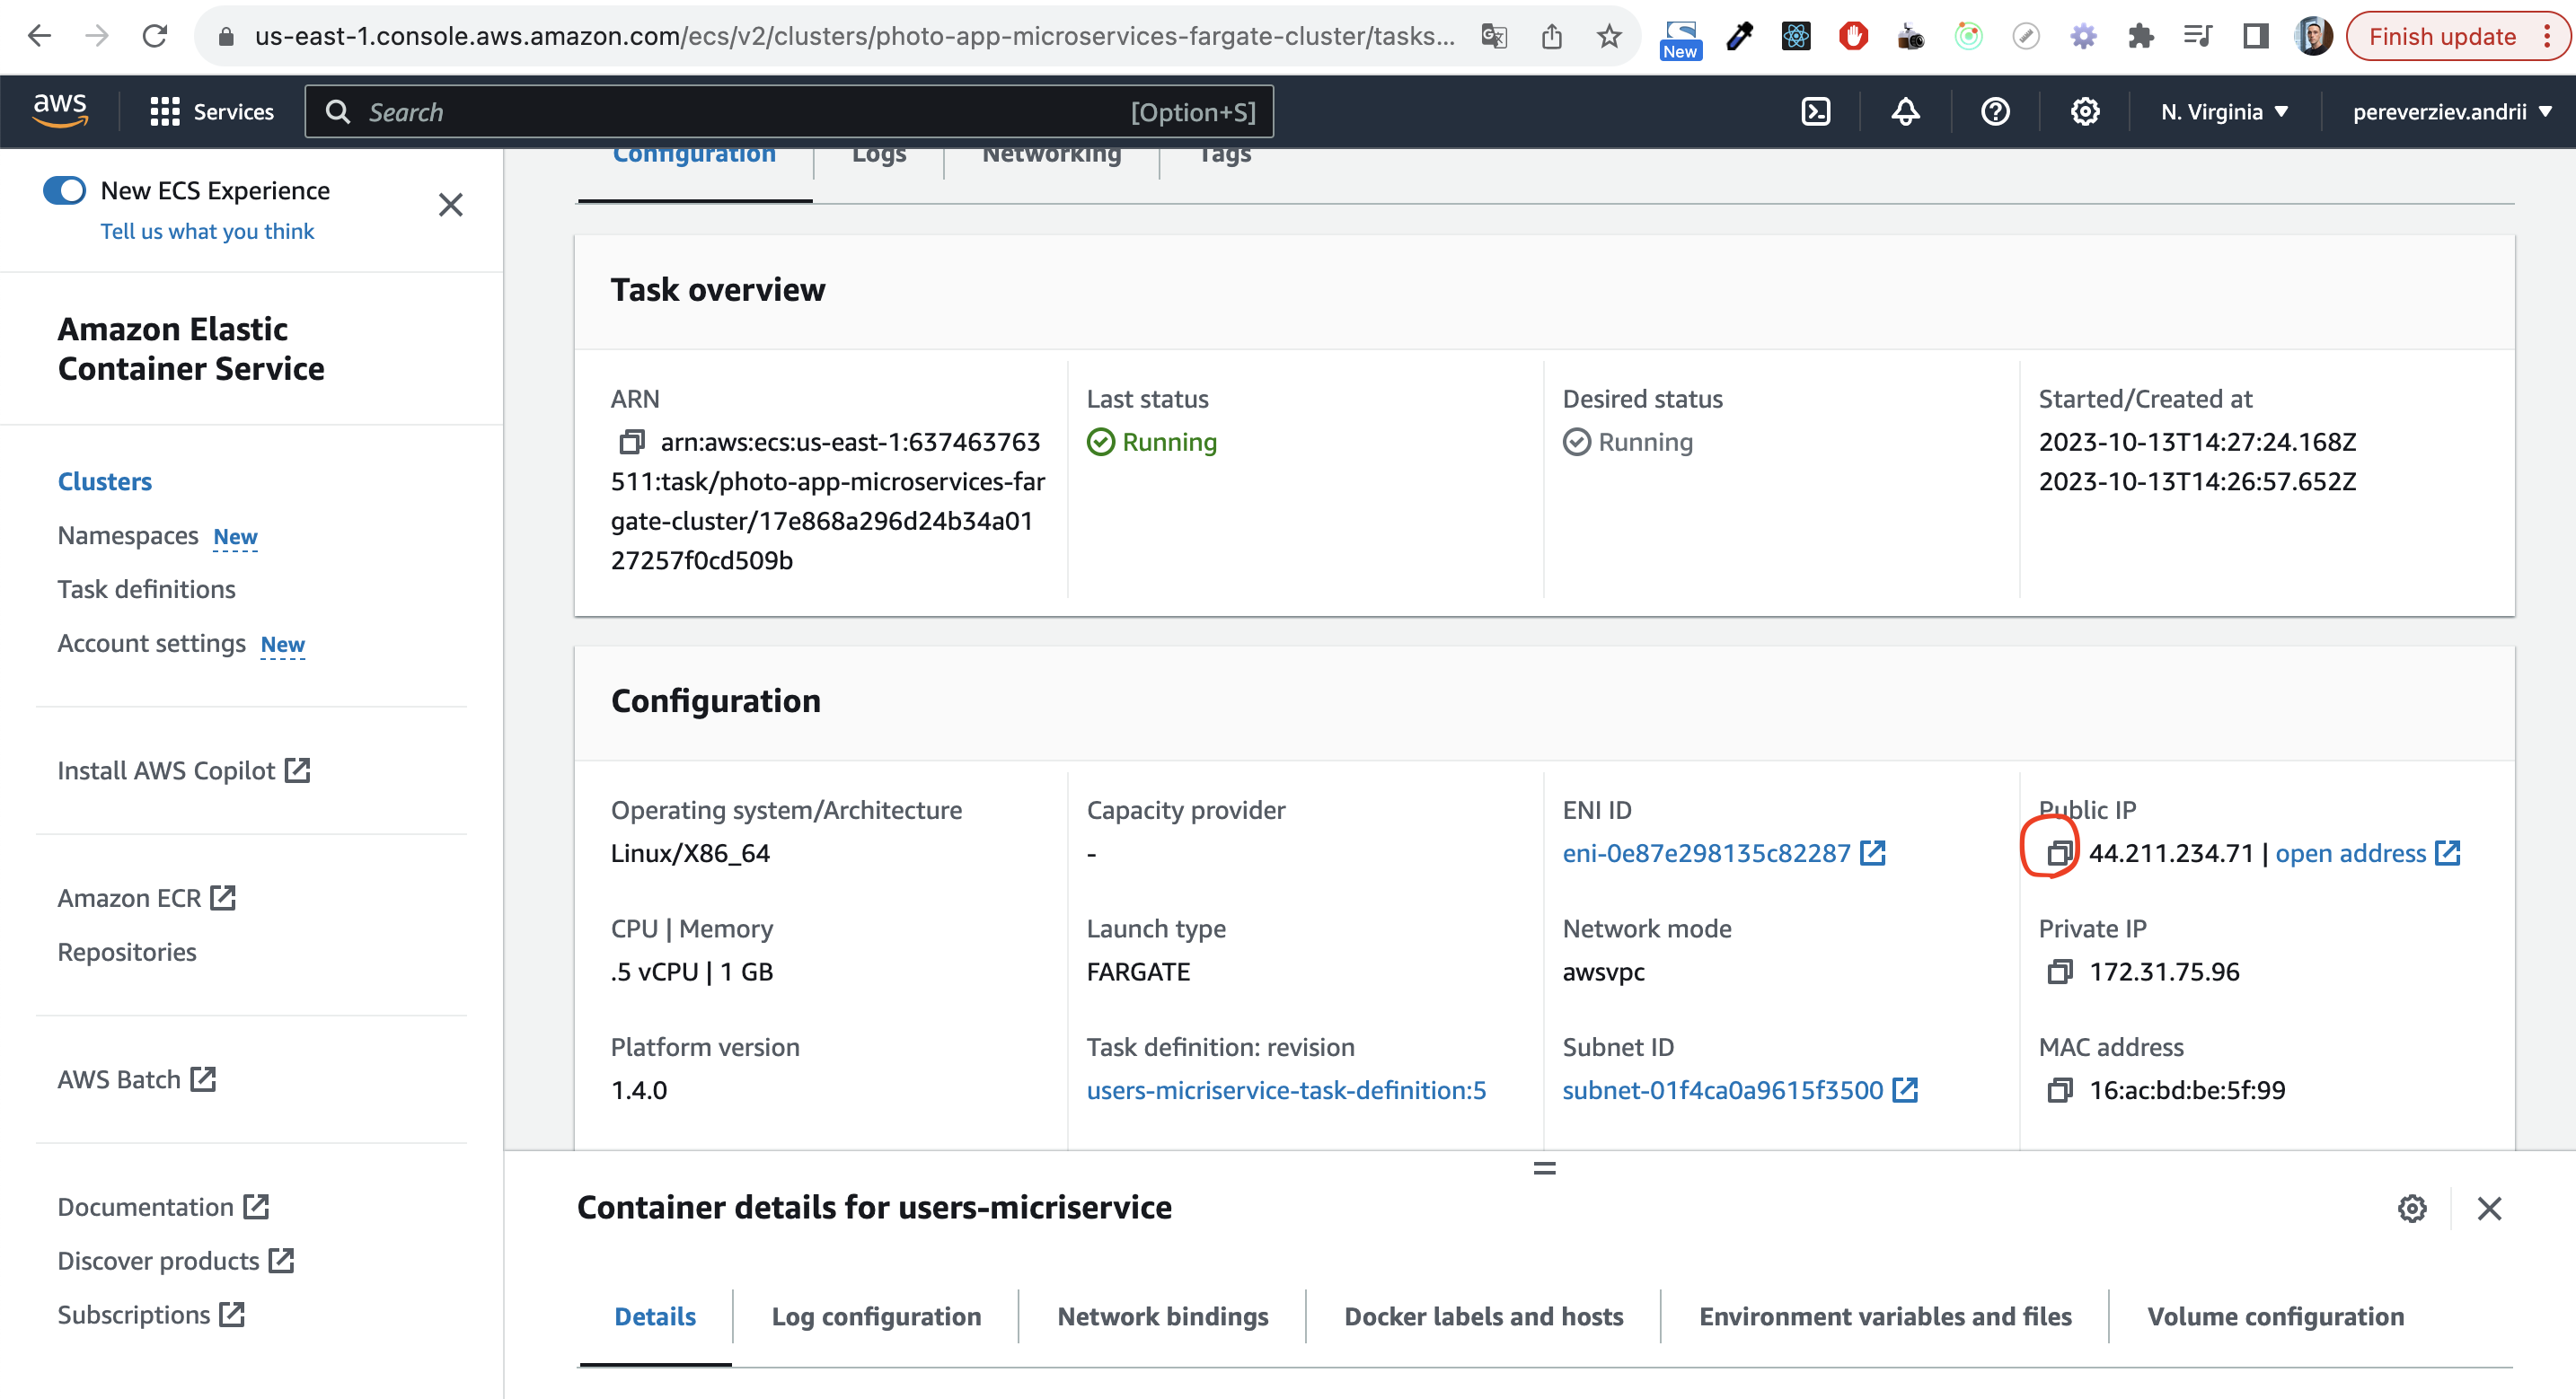 us-east-1.console.aws.amazon.com/ecs/v2/clusters/photo-app-microservices-fargate-cluster/tasks...
New
Finish update
aws
Services
Search
[Option+S]
N. Virginia
pereverziev.andrii
New ECS Experience
Tell us what you think
Amazon Elastic
Container Service
Clusters
Namespaces New
Task definitions
Account settings New
Install AWS Copilot
Amazon ECR
Repositories
AWS Batch
Documentation
Discover products
Subscriptions
Configuration
Logs
Networking
Tags
Task overview
ARN
arn:aws:ecs:us-east-1:637463763
511:task/photo-app-microservices-far
gate-cluster/17e868a296d24b34a01
27257f0cd509b
Last status
Running
Desired status
Running
Started/Created at
2023-10-13T14:27:24.168Z
2023-10-13T14:26:57.652Z
Configuration
Operating system/Architecture
Linux/X86_64
Capacity provider
-
ENI ID
eni-0e87e298135c82287
Public IP
44.211.234.71 | open address
CPU | Memory
.5 vCPU | 1 GB
Launch type
FARGATE
Network mode
awsvpc
Private IP
172.31.75.96
Platform version
1.4.0
Task definition: revision
users-micriservice-task-definition:5
Subnet ID
subnet-01f4ca0a9615f3500
MAC address
16:ac:bd:be:5f:99
Container details for users-micriservice
Details
Log configuration
Network bindings
Docker labels and hosts
Environment variables and files
Volume configuration